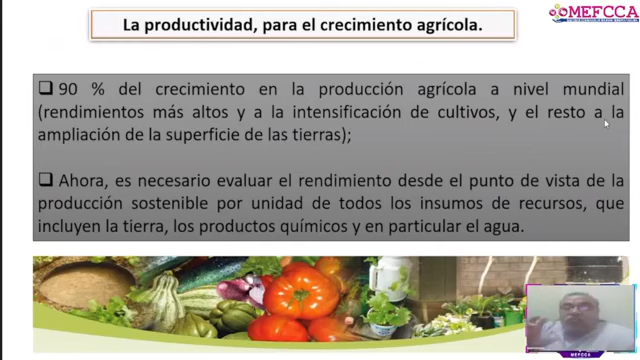 MEFCCA
La productividad, para el crecimiento agrícola.
❑ 90 % del crecimiento en la producción agrícola a nivel mundial
(rendimientos más altos y a la intensificación de cultivos, y el resto a la
ampliación de la superficie de las tierras);
❑ Ahora, es necesario evaluar el rendimiento desde el punto de vista de la
producción sostenible por unidad de todos los insumos de recursos, que
incluyen la tierra, los productos químicos y en particular el agua.
MEFCCA